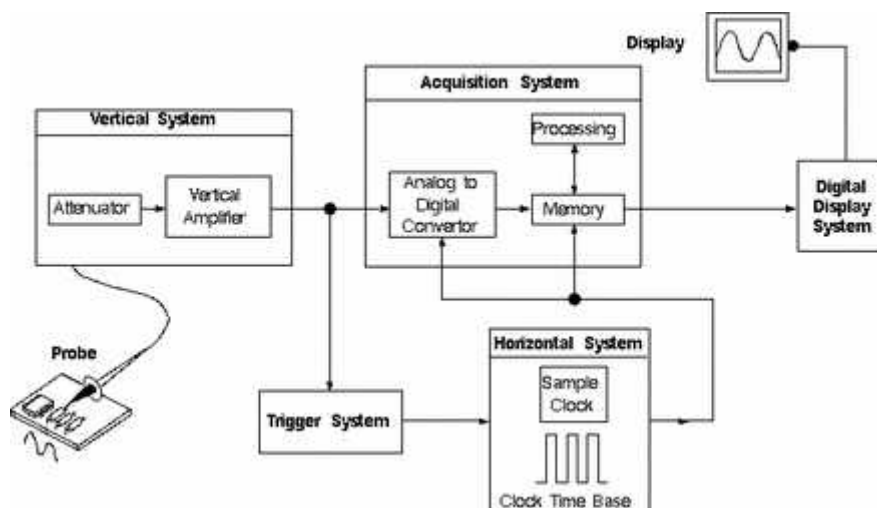 Display
Acquisition System
Vertical System
Processing
Attenuator
Vertical
Amplifier
Analog to
Digital
Convertor
Memory
Digital
Display
System
Probe
Horizontal System
Sample
Clock
Trigger System
Clock Time Base